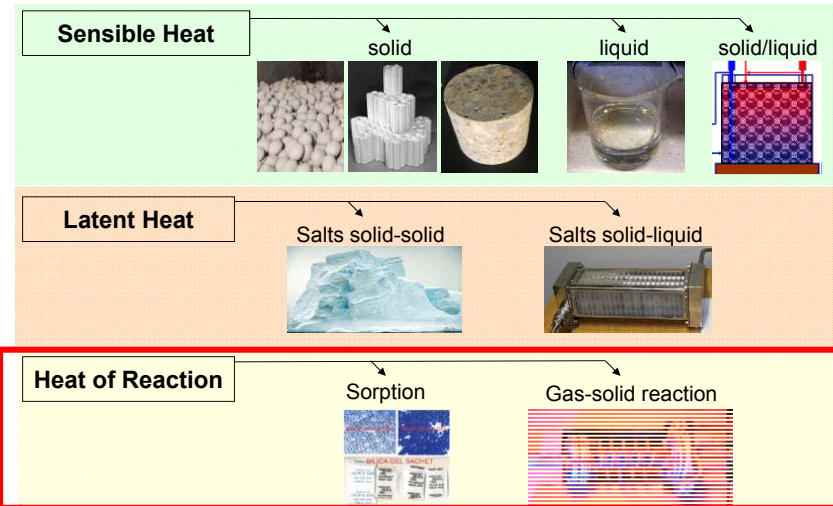 Sensible Heat
solid
liquid
solid/liquid
Latent Heat
Salts solid-solid
Salts solid-liquid
Heat of Reaction
Sorption
Gas-solid reaction
SILICA GEL SACHET